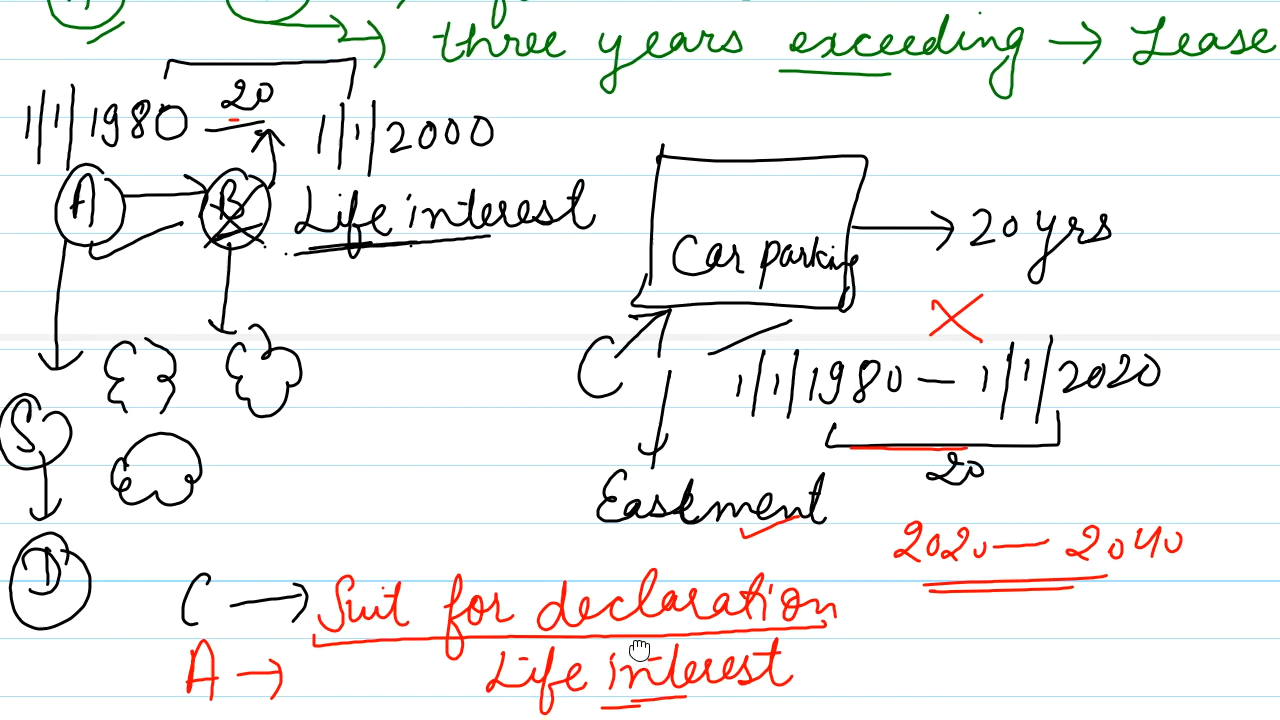 three years exceeding → Lease
1/1/1980 20 1/1/2000
A → B Life interest
Car parking → 20 yrs
C
1/1/1980 — 1/1/2020
20
S
Easement
2020 — 2040
D
C → Suit for declaration
A → Life interest